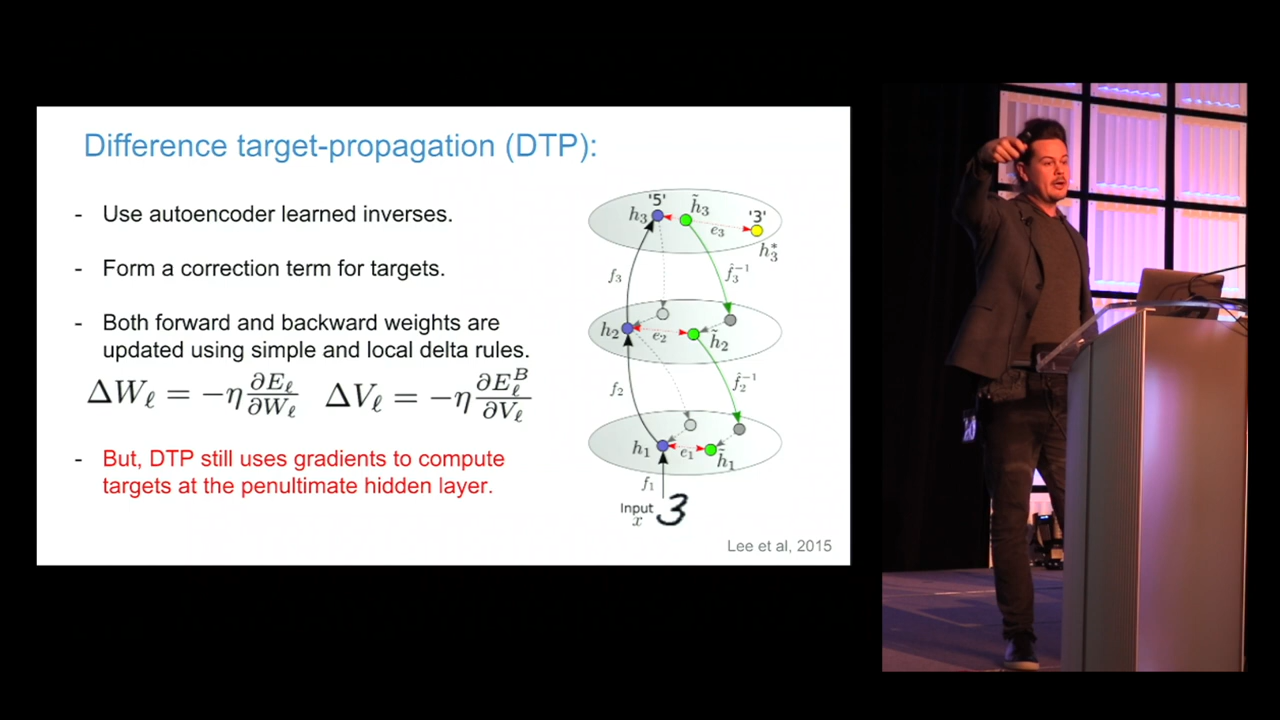 Difference target-propagation (DTP):
- Use autoencoder learned inverses.
- Form a correction term for targets.
- Both forward and backward weights are
updated using simple and local delta rules.
ΔW_ℓ = −η ∂E_ℓ/∂W_ℓ ΔV_ℓ = −η ∂E_ℓ^B/∂V_ℓ
- But, DTP still uses gradients to compute
targets at the penultimate hidden layer.
'5' h̃₃ '3'
h₃ e₃
h₃*
f₃ f̂₃⁻¹
h₂ e₂ h̃₂
f₂ f̂₂⁻¹
h₁ e₁ h̃₁
f₁
Input 3
x
Lee et al, 2015